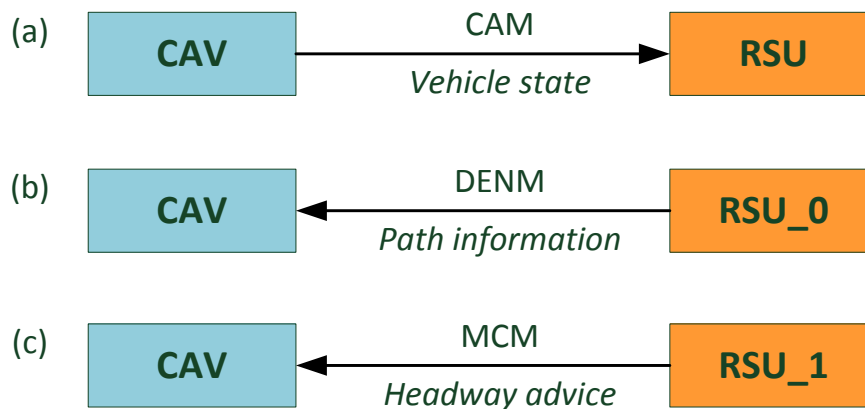 (a) CAV CAM RSU
Vehicle state
(b) CAV DENM RSU_0
Path information
(c) CAV MCM RSU_1
Headway advice